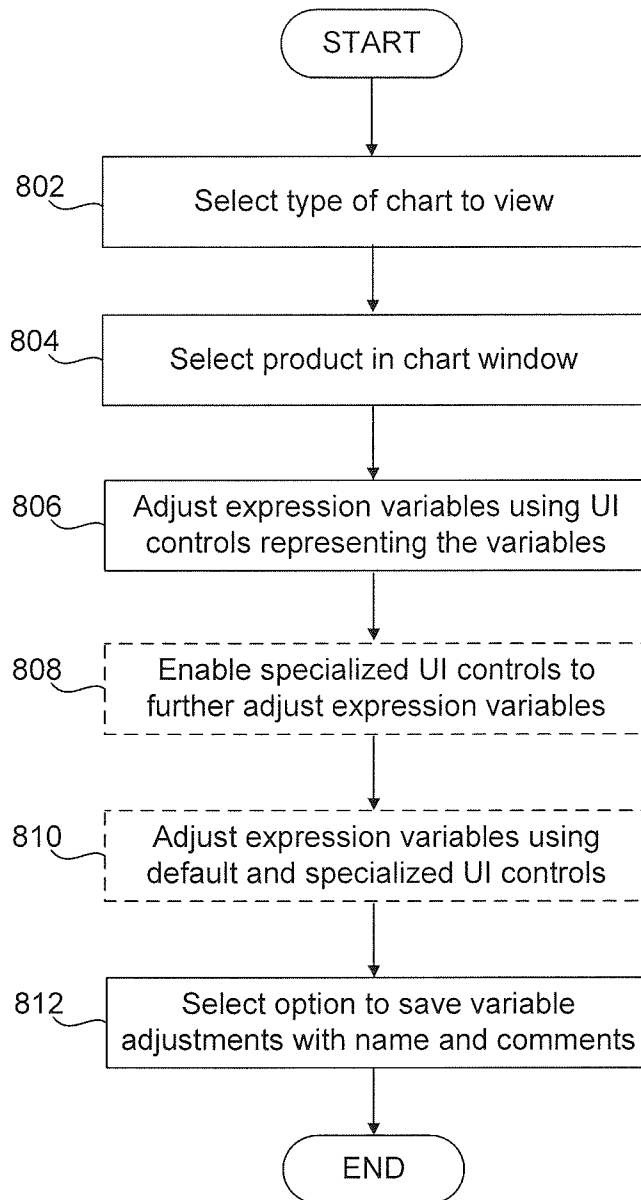 START
802
Select type of chart to view
804
Select product in chart window
806
Adjust expression variables using UI
controls representing the variables
808
Enable specialized UI controls to
further adjust expression variables
810
Adjust expression variables using
default and specialized UI controls
812
Select option to save variable
adjustments with name and comments
END